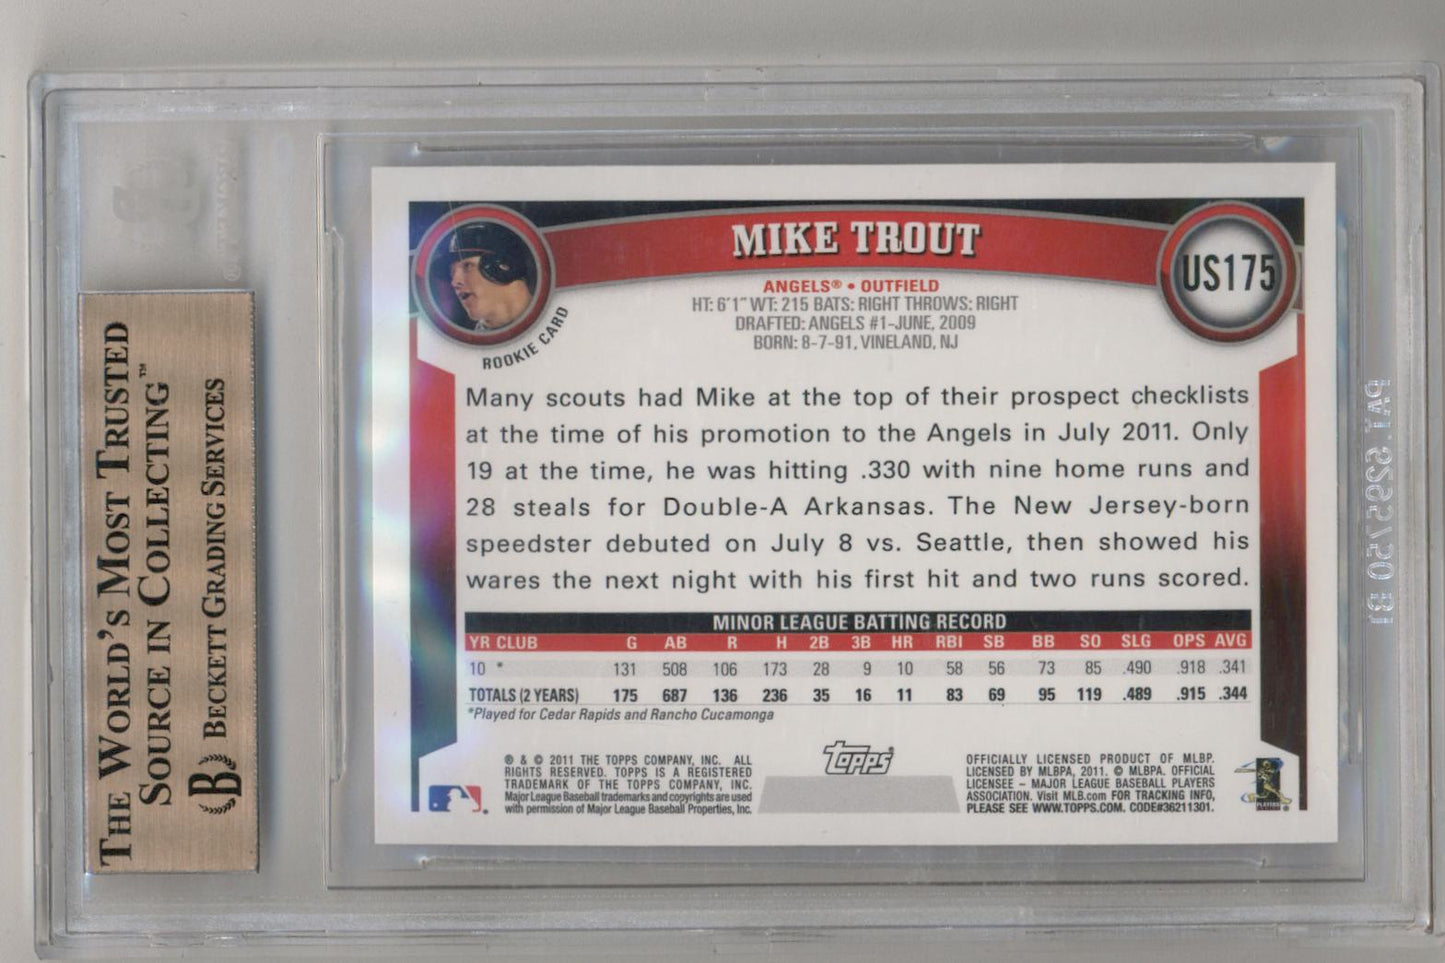 THE WORLD'S MOST TRUSTED
SOURCE IN COLLECTING™
BECKETT GRADING SERVICES
B
MIKE TROUT
US175
ROOKIE CARD
ANGELS® • OUTFIELD
HT: 6'1" WT: 215 BATS: RIGHT THROWS: RIGHT
DRAFTED: ANGELS #1-JUNE, 2009
BORN: 8-7-91, VINELAND, NJ
Many scouts had Mike at the top of their prospect checklists
at the time of his promotion to the Angels in July 2011. Only
19 at the time, he was hitting .330 with nine home runs and
28 steals for Double-A Arkansas. The New Jersey-born
speedster debuted on July 8 vs. Seattle, then showed his
wares the next night with his first hit and two runs scored.
MINOR LEAGUE BATTING RECORD
YR CLUB G AB R H 2B 3B HR RBI SB BB SO SLG OPS AVG
10 * 131 508 106 173 28 9 10 58 56 73 85 .490 .918 .341
TOTALS (2 YEARS) 175 687 136 236 35 16 11 83 69 95 119 .489 .915 .344
*Played for Cedar Rapids and Rancho Cucamonga
® & © 2011 THE TOPPS COMPANY, INC. ALL
RIGHTS RESERVED. TOPPS IS A REGISTERED
TRADEMARK OF THE TOPPS COMPANY, INC.
Major League Baseball trademarks and copyrights are used
with permission of Major League Baseball Properties, Inc.
Topps
OFFICIALLY LICENSED PRODUCT OF MLBP.
LICENSED BY MLBPA, 2011. © MLBPA. OFFICIAL
LICENSEE – MAJOR LEAGUE BASEBALL PLAYERS
ASSOCIATION. Visit MLB.com FOR TRACKING INFO,
PLEASE SEE WWW.TOPPS.COM. CODE#36211301.